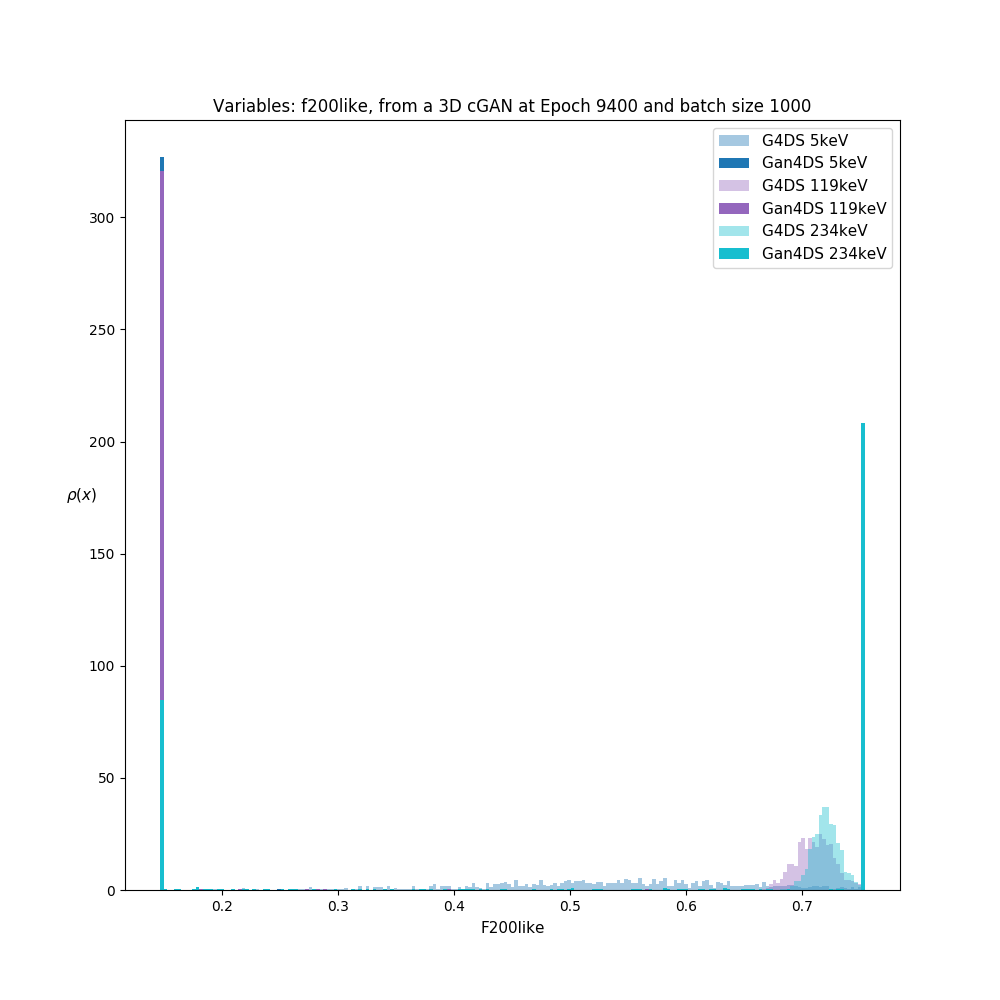 Variables: f200like, from a 3D cGAN at Epoch 9400 and batch size 1000
G4DS 5keV
Gan4DS 5keV
G4DS 119keV
Gan4DS 119keV
G4DS 234keV
Gan4DS 234keV
300
250
200
150
100
50
0
ρ(x)
0.2 0.3 0.4 0.5 0.6 0.7
F200like